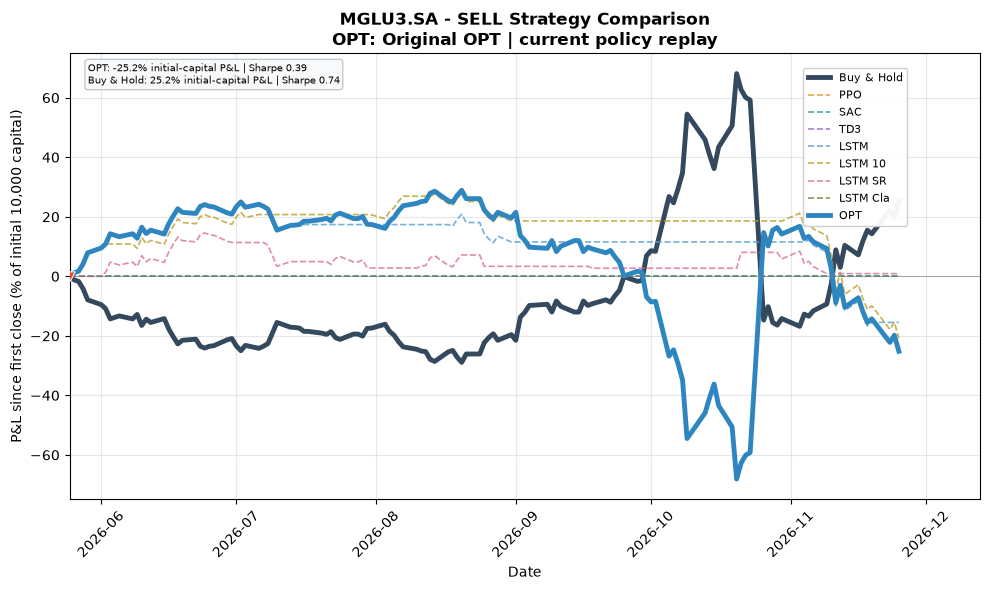 MGLU3.SA - SELL Strategy Comparison
OPT: Original OPT | current policy replay
OPT: -25.2% initial-capital P&L | Sharpe 0.39
Buy & Hold: 25.2% initial-capital P&L | Sharpe 0.74
Buy & Hold
PPO
SAC
TD3
LSTM
LSTM 10
LSTM SR
LSTM Cla
OPT
P&L since first close (% of initial 10,000 capital)
60
40
20
0
−20
−40
−60
2026-06
2026-07
2026-08
2026-09
2026-10
2026-11
2026-12
Date